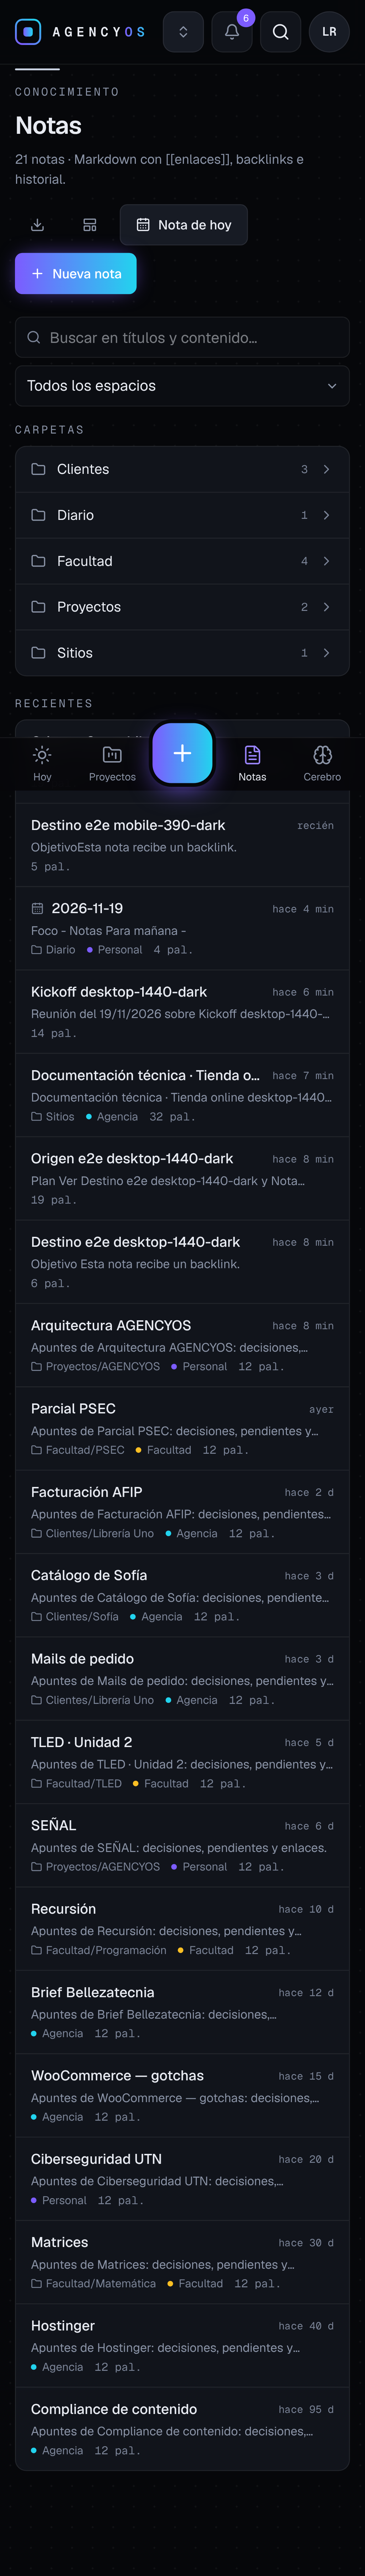 AGENCYOS
6
LR
CONOCIMIENTO
Notas
21 notas · Markdown con [[enlaces]], backlinks e
historial.
Nota de hoy
Nueva nota
Buscar en títulos y contenido…
Todos los espacios
CARPETAS
Clientes 3
Diario 1
Facultad 4
Proyectos 2
Sitios 1
RECIENTES
Hoy Proyectos Notas Cerebro
Destino e2e mobile-390-dark recién
ObjetivoEsta nota recibe un backlink.
5 pal.
2026-11-19 hace 4 min
Foco - Notas Para mañana -
Diario Personal 4 pal.
Kickoff desktop-1440-dark hace 6 min
Reunión del 19/11/2026 sobre Kickoff desktop-1440-…
14 pal.
Documentación técnica · Tienda o… hace 7 min
Documentación técnica · Tienda online desktop-1440…
Sitios Agencia 32 pal.
Origen e2e desktop-1440-dark hace 8 min
Plan Ver Destino e2e desktop-1440-dark y Nota…
19 pal.
Destino e2e desktop-1440-dark hace 8 min
Objetivo Esta nota recibe un backlink.
6 pal.
Arquitectura AGENCYOS hace 8 min
Apuntes de Arquitectura AGENCYOS: decisiones,…
Proyectos/AGENCYOS Personal 12 pal.
Parcial PSEC ayer
Apuntes de Parcial PSEC: decisiones, pendientes y…
Facultad/PSEC Facultad 12 pal.
Facturación AFIP hace 2 d
Apuntes de Facturación AFIP: decisiones, pendientes…
Clientes/Librería Uno Agencia 12 pal.
Catálogo de Sofía hace 3 d
Apuntes de Catálogo de Sofía: decisiones, pendiente…
Clientes/Sofía Agencia 12 pal.
Mails de pedido hace 3 d
Apuntes de Mails de pedido: decisiones, pendientes y…
Clientes/Librería Uno Agencia 12 pal.
TLED · Unidad 2 hace 5 d
Apuntes de TLED · Unidad 2: decisiones, pendientes y…
Facultad/TLED Facultad 12 pal.
SEÑAL hace 6 d
Apuntes de SEÑAL: decisiones, pendientes y enlaces.
Proyectos/AGENCYOS Personal 12 pal.
Recursión hace 10 d
Apuntes de Recursión: decisiones, pendientes y…
Facultad/Programación Facultad 12 pal.
Brief Bellezatecnia hace 12 d
Apuntes de Brief Bellezatecnia: decisiones,…
Agencia 12 pal.
WooCommerce — gotchas hace 15 d
Apuntes de WooCommerce — gotchas: decisiones,…
Agencia 12 pal.
Ciberseguridad UTN hace 20 d
Apuntes de Ciberseguridad UTN: decisiones,…
Personal 12 pal.
Matrices hace 30 d
Apuntes de Matrices: decisiones, pendientes y…
Facultad/Matemática Facultad 12 pal.
Hostinger hace 40 d
Apuntes de Hostinger: decisiones, pendientes y…
Agencia 12 pal.
Compliance de contenido hace 95 d
Apuntes de Compliance de contenido: decisiones,…
Agencia 12 pal.